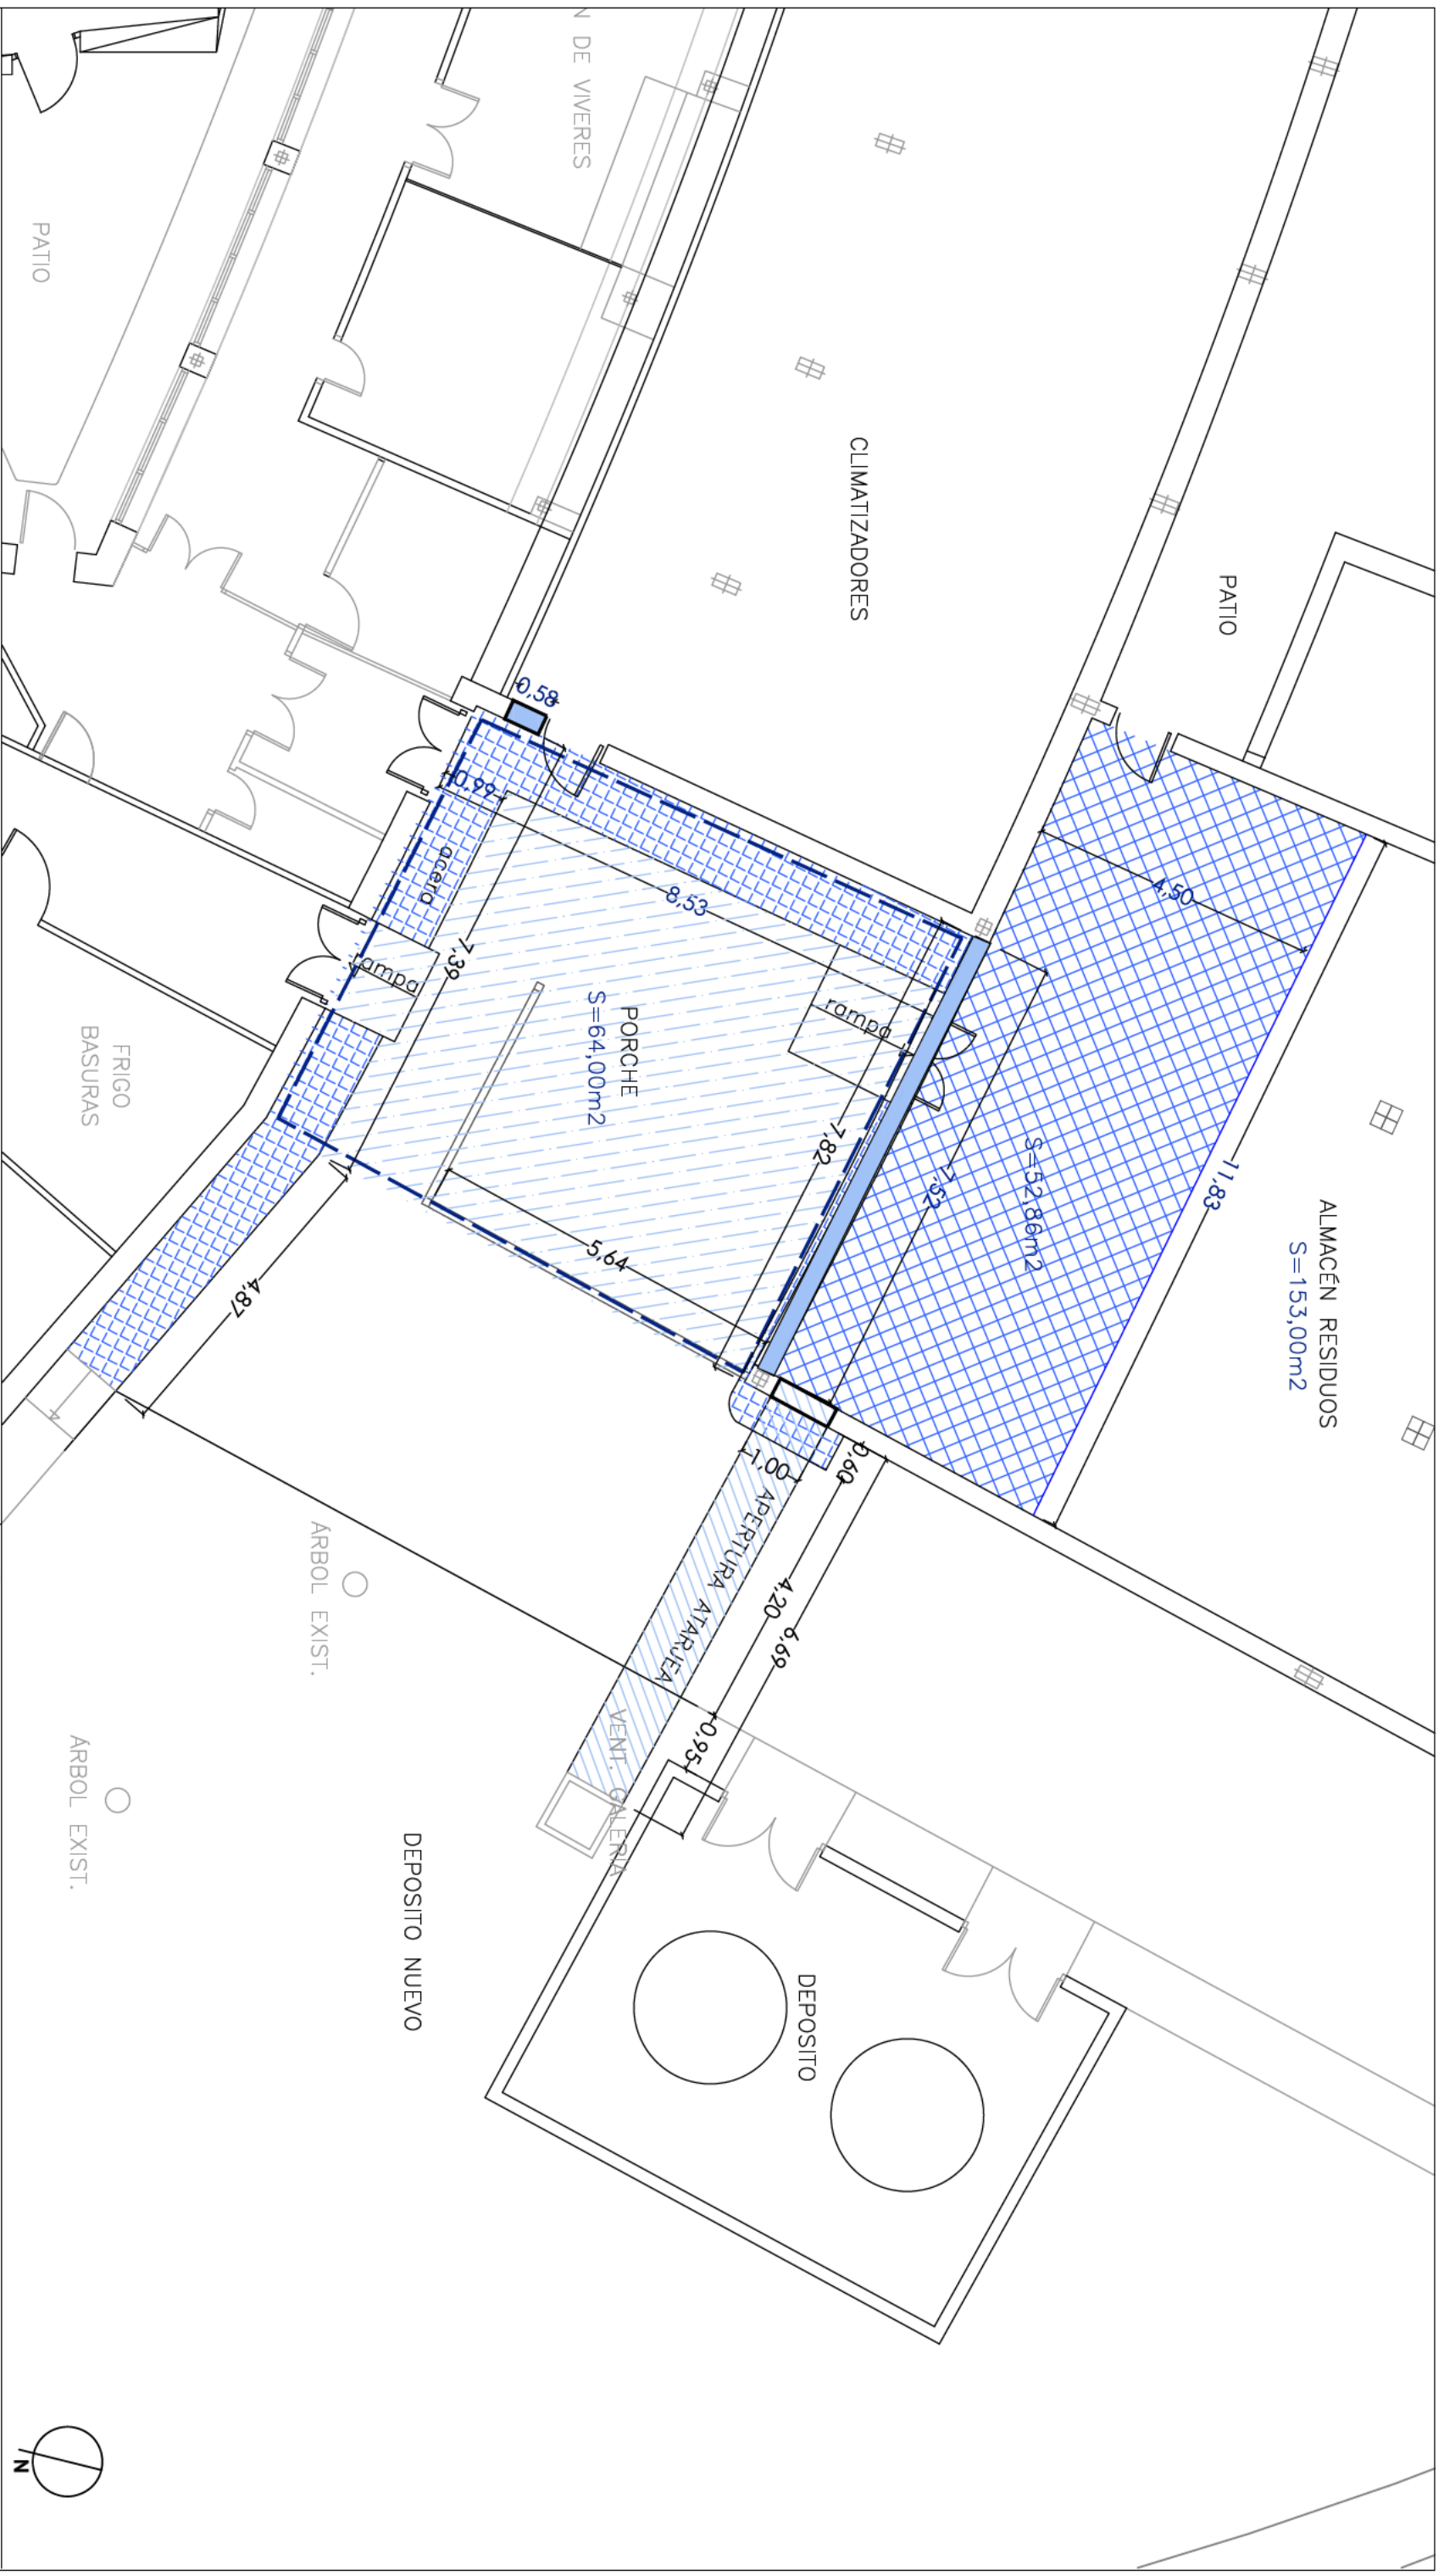 N DE VIVERES
PATIO
CLIMATIZADORES
PATIO
0,58
0,99
acera
8,53
4,50
7,39
rampa
rampa
PORCHE
S=64,00m2
7,82
7,52
S=52,86m2
11,83
ALMACÉN RESIDUOS
S=153,00m2
FRIGO
BASURAS
5,64
4,87
0,60
1,00
APERTURA ATARJEA
4,20
6,69
0,95
VENT. GALERIA
ÁRBOL EXIST.
ÁRBOL EXIST.
DEPOSITO NUEVO
DEPOSITO
N